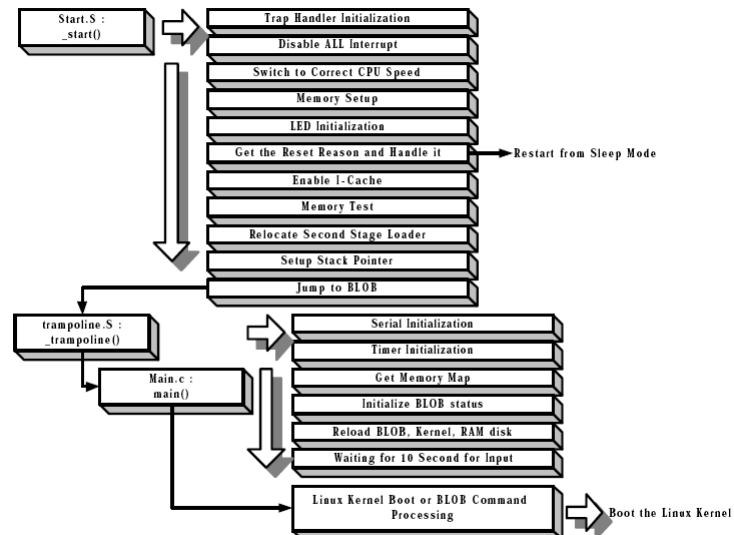 Start.S :
_start()
Trap Handler Initialization
Disable ALL Interrupt
Switch to Correct CPU Speed
Memory Setup
LED Initialization
Get the Reset Reason and Handle it
Restart from Sleep Mode
Enable I-Cache
Memory Test
Relocate Second Stage Loader
Setup Stack Pointer
Jump to BLOB
trampoline.S :
_trampoline()
Main.c :
main()
Serial Initialization
Timer Initialization
Get Memory Map
Initialize BLOB status
Reload BLOB, Kernel, RAM disk
Waiting for 10 Second for Input
Linux Kernel Boot or BLOB Command
Processing
Boot the Linux Kernel